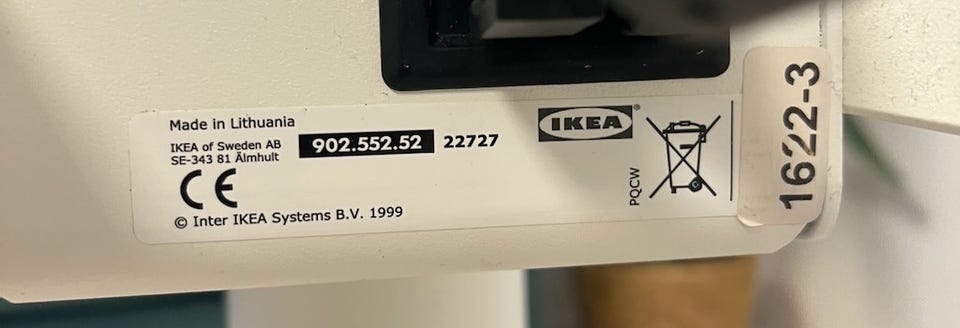 Made in Lithuania
IKEA of Sweden AB
SE-343 81 Älmhult
902.552.52 22727
CE
© Inter IKEA Systems B.V. 1999
IKEA®
PQCW
1622-3